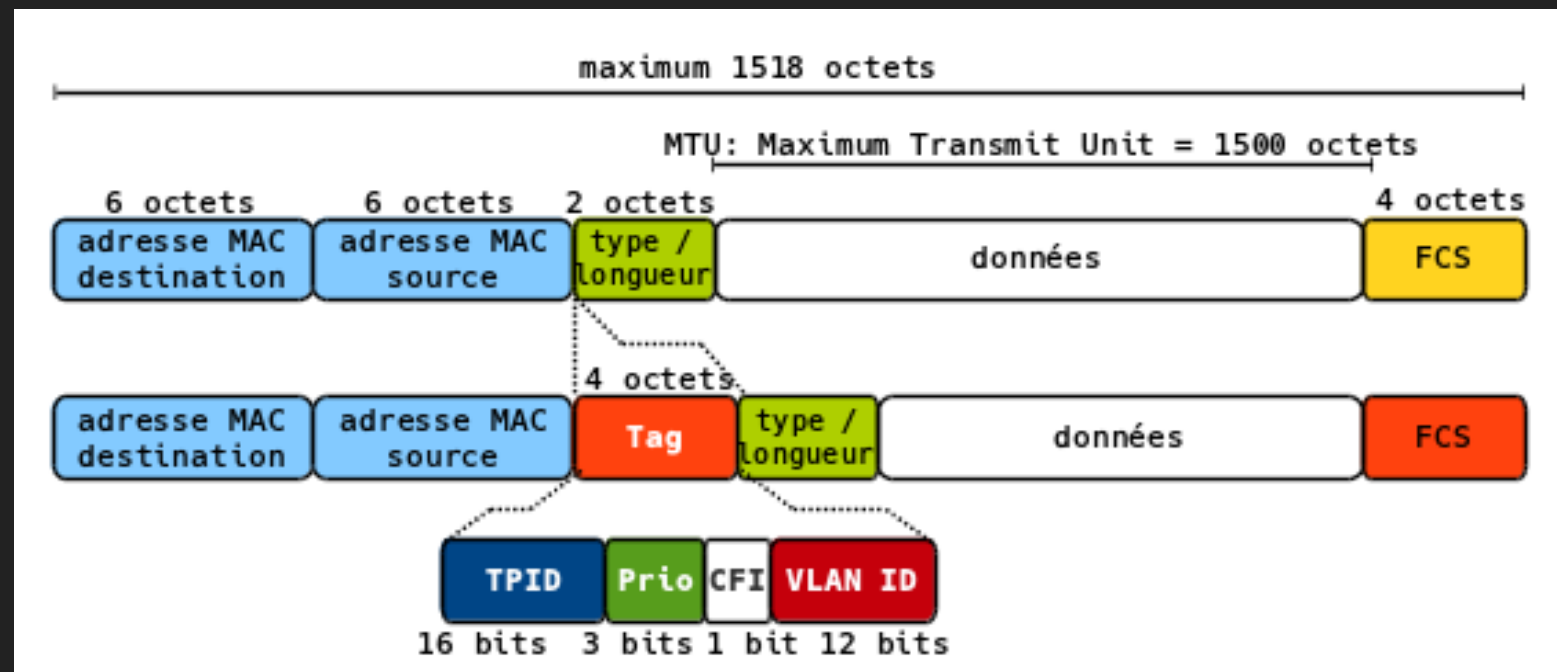 maximum 1518 octets
MTU: Maximum Transmit Unit = 1500 octets
6 octets 6 octets 2 octets 4 octets
adresse MAC adresse MAC type /
destination source longueur données FCS
4 octets
adresse MAC adresse MAC Tag type / données FCS
destination source longueur
TPID Prio CFI VLAN ID
16 bits 3 bits 1 bit 12 bits